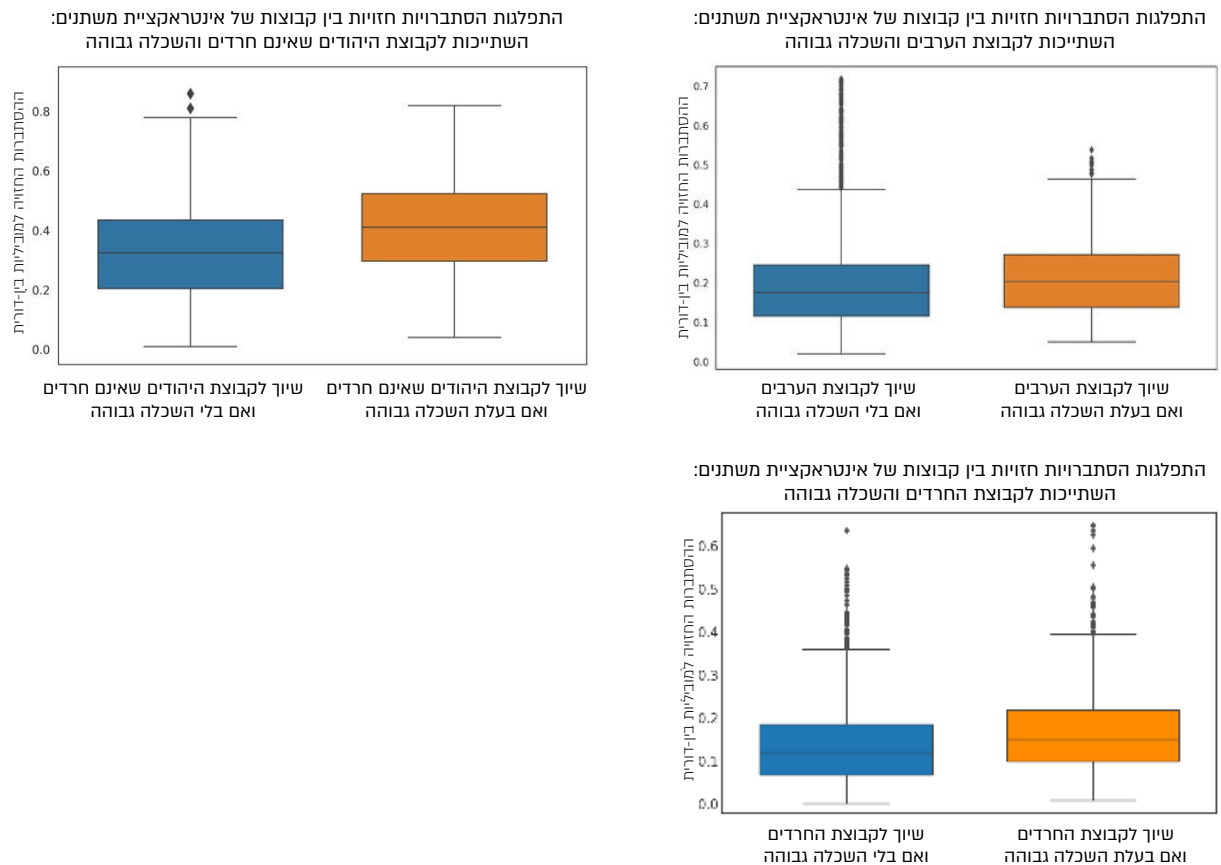 התפלגות הסתברויות חזויות בין קבוצות של אינטראקציית משתנים:
השתייכות לקבוצת הערבים והשכלה גבוהה
ההסתברות החזויה למוביליות בין-דורית
0.7
0.6
0.5
0.4
0.3
0.2
0.1
0.0
שיוך לקבוצת הערבים
ואם בעלת השכלה גבוהה
שיוך לקבוצת הערבים
ואם בלי השכלה גבוהה
התפלגות הסתברויות חזויות בין קבוצות של אינטראקציית משתנים:
השתייכות לקבוצת היהודים שאינם חרדים והשכלה גבוהה
ההסתברות החזויה למוביליות בין-דורית
0.8
0.6
0.4
0.2
0.0
שיוך לקבוצת היהודים שאינם חרדים
ואם בעלת השכלה גבוהה
שיוך לקבוצת היהודים שאינם חרדים
ואם בלי השכלה גבוהה
התפלגות הסתברויות חזויות בין קבוצות של אינטראקציית משתנים:
השתייכות לקבוצת החרדים והשכלה גבוהה
ההסתברות החזויה למוביליות בין-דורית
0.6
0.5
0.4
0.3
0.2
0.1
0.0
שיוך לקבוצת החרדים
ואם בעלת השכלה גבוהה
שיוך לקבוצת החרדים
ואם בלי השכלה גבוהה